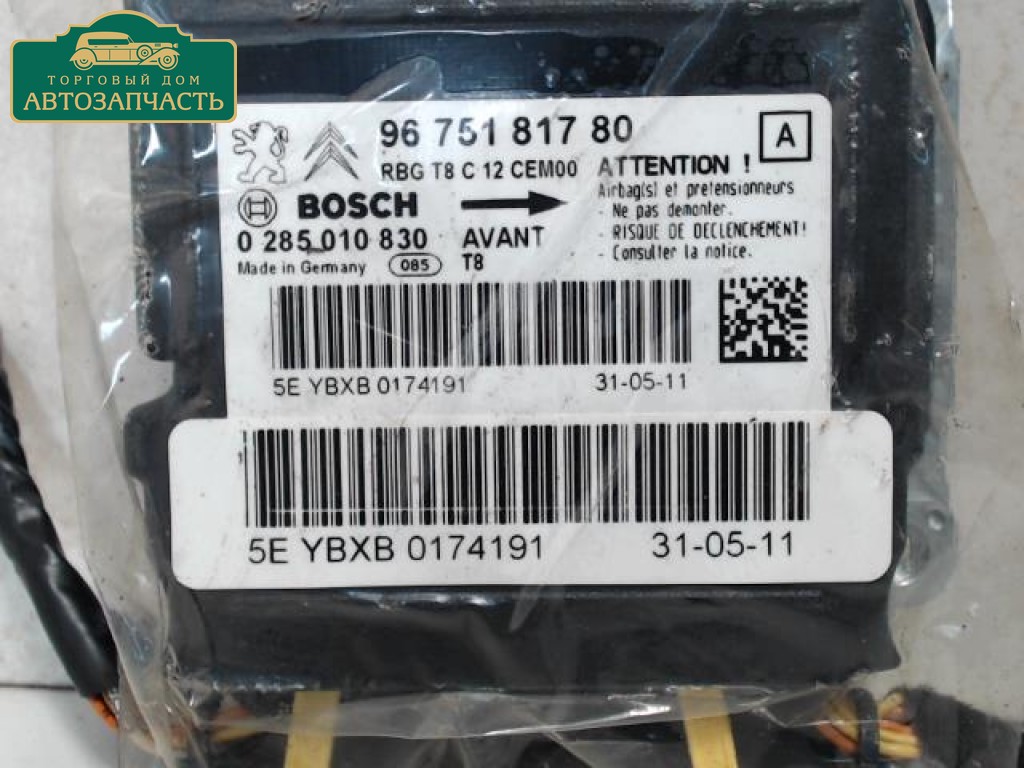 ТОРГОВЫЙ ДОМ
АВТОЗАПЧАСТЬ
96 751 817 80
A
RBG T8 C 12 CEM00
ATTENTION !
Airbag(s) et pretensionneurs
- Ne pas demonter.
- RISQUE DE DECLENCHEMENT!
- Consulter la notice.
BOSCH
0 285 010 830
AVANT
Made in Germany
085
T8
5E YBXB 0174191
31-05-11
5E YBXB 0174191
31-05-11